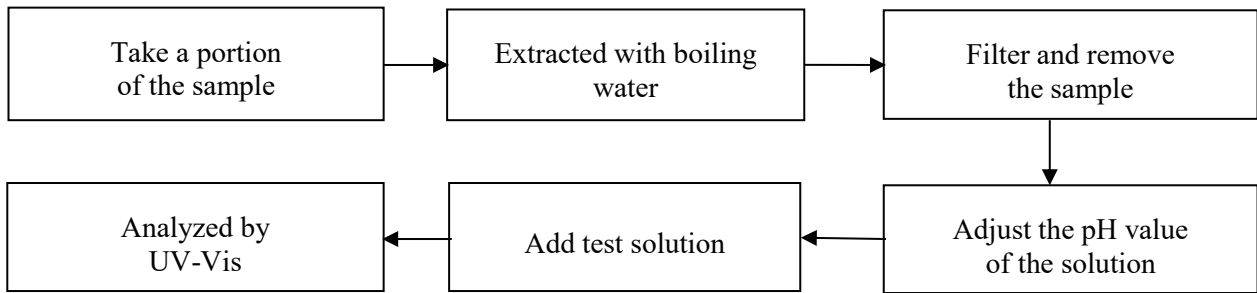 Take a portion
of the sample
Extracted with boiling
water
Filter and remove
the sample
Adjust the pH value
of the solution
Add test solution
Analyzed by
UV-Vis